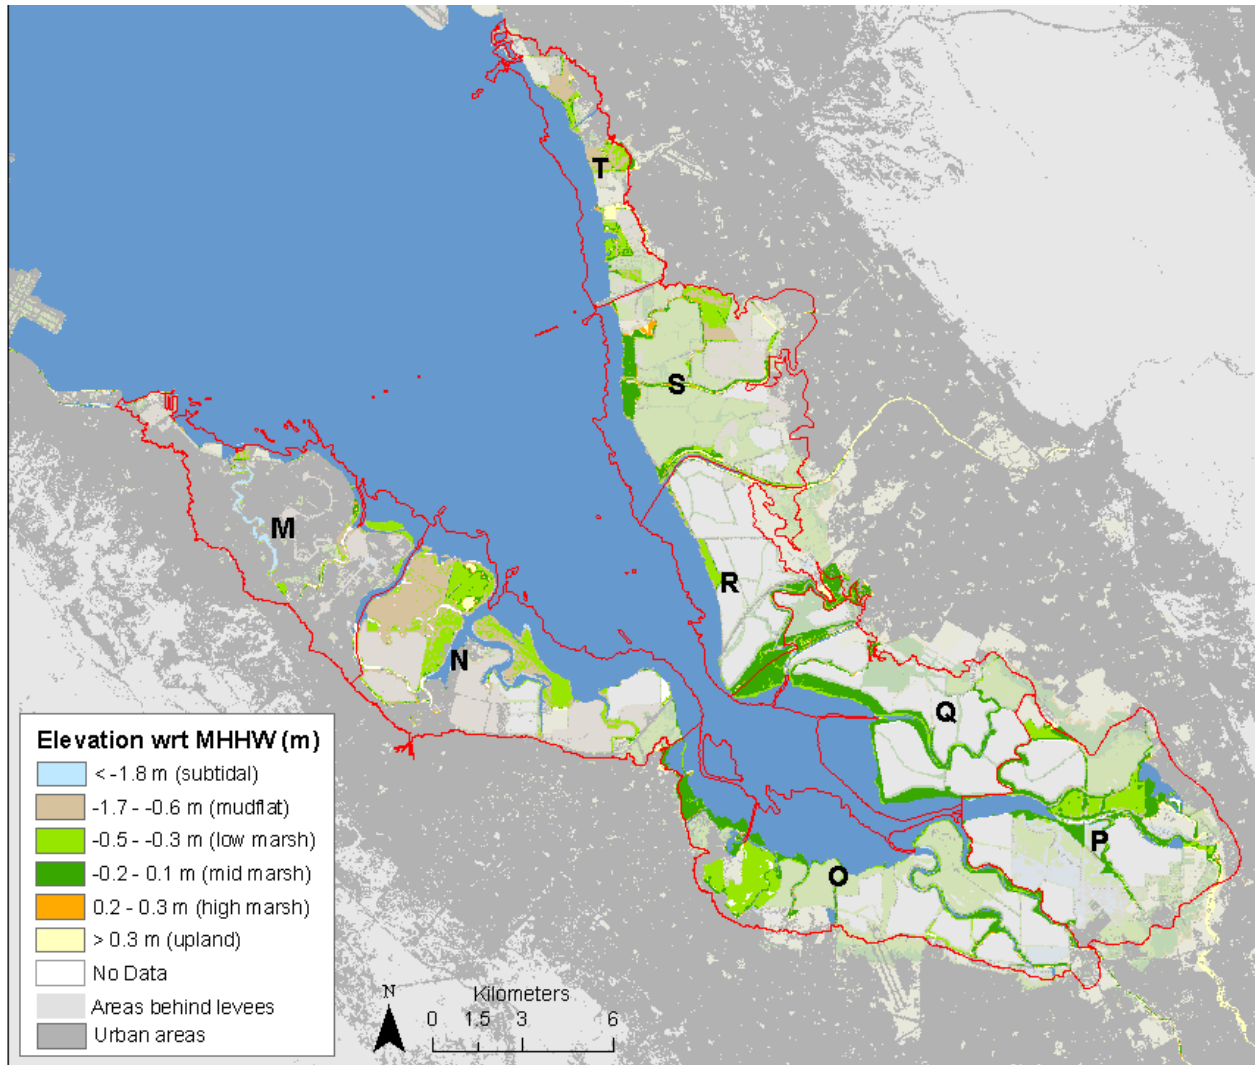 T
S
M
R
N
Q
P
O
Elevation wrt MHHW (m)
< -1.8 m (subtidal)
-1.7 - -0.6 m (mudflat)
-0.5 - -0.3 m (low marsh)
-0.2 - 0.1 m (mid marsh)
0.2 - 0.3 m (high marsh)
> 0.3 m (upland)
No Data
Areas behind levees
Urban areas
N
Kilometers
0 1.5 3 6